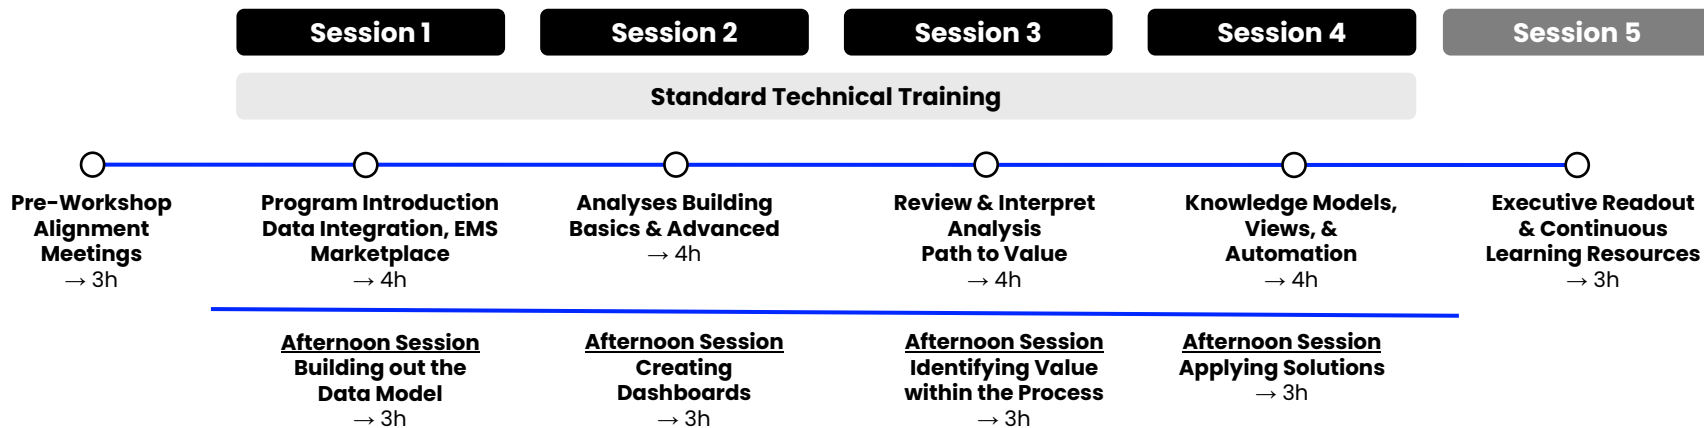 Session 1
Session 2
Session 3
Session 4
Session 5
Standard Technical Training
Pre-Workshop
Alignment
Meetings
→ 3h
Program Introduction
Data Integration, EMS
Marketplace
→ 4h
Analyses Building
Basics & Advanced
→ 4h
Review & Interpret
Analysis
Path to Value
→ 4h
Knowledge Models,
Views, &
Automation
→ 4h
Executive Readout
& Continuous
Learning Resources
→ 3h
Afternoon Session
Building out the
Data Model
→ 3h
Afternoon Session
Creating
Dashboards
→ 3h
Afternoon Session
Identifying Value
within the Process
→ 3h
Afternoon Session
Applying Solutions
→ 3h